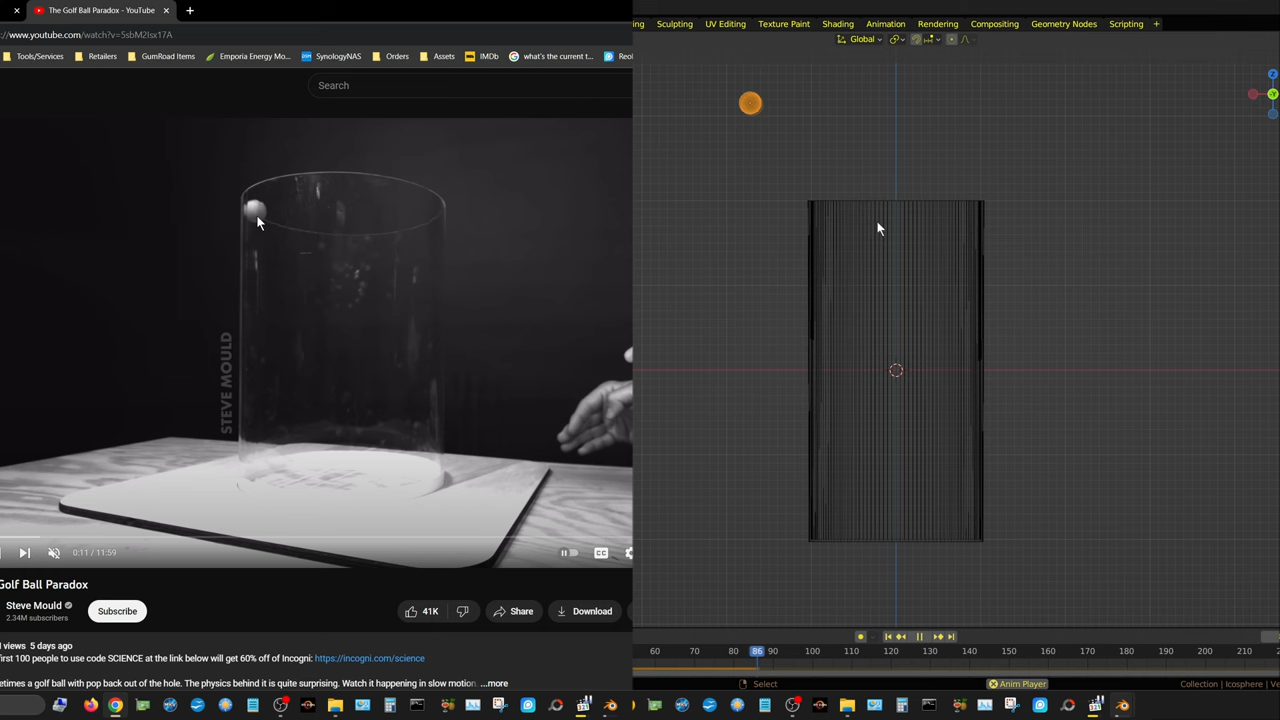 The Golf Ball Paradox - YouTube
://www.youtube.com/watch?v=5sbM2Isx17A
Tools/Services Retailers GumRoad Items Emporia Energy Mo... SynologyNAS Orders Assets IMDb what's the current t... Reol
Search
STEVE MOULD
0:11 / 11:59
CC
Golf Ball Paradox
Steve Mould
2.34M subscribers
Subscribe
41K
Share
Download
views 5 days ago
first 100 people to use code SCIENCE at the link below will get 60% off of Incogni: https://incogni.com/science
etimes a golf ball with pop back out of the hole. The physics behind it is quite surprising. Watch it happening in slow motion ...more
ng Sculpting UV Editing Texture Paint Shading Animation Rendering Compositing Geometry Nodes Scripting +
Global
Z
-Y
60 70 80 86 90 100 110 120 130 140 150 160 170 180 190 200 210 2
Select
Anim Player
Collection | Icosphere | Ve